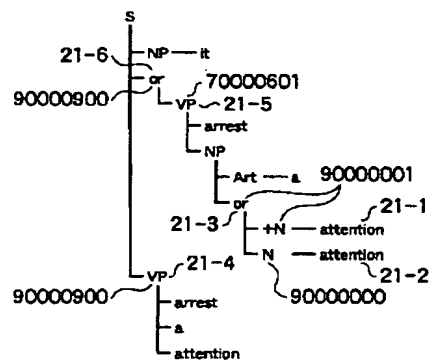 S
21-6 NP it
or 70000601
90000900 VP 21-5
arrest
NP
Art a 90000001
or
21-3 +N attention 21-1
21-4 N attention
VP 21-2
90000900 90000000
arrest
a
attention